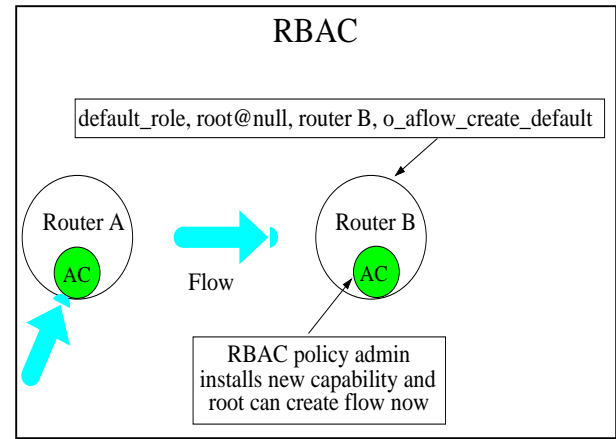 RBAC
default_role, root@null, router B, o_aflow_create_default
Router A
AC
Flow
Router B
AC
RBAC policy admin
installs new capability and
root can create flow now